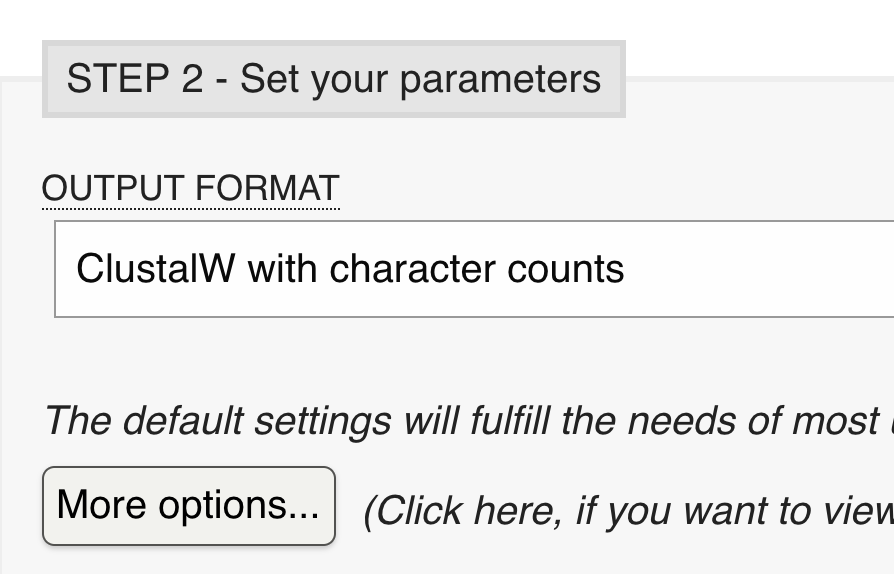 STEP 2 - Set your parameters
OUTPUT FORMAT
ClustalW with character counts
The default settings will fulfill the needs of most
More options...
(Click here, if you want to view